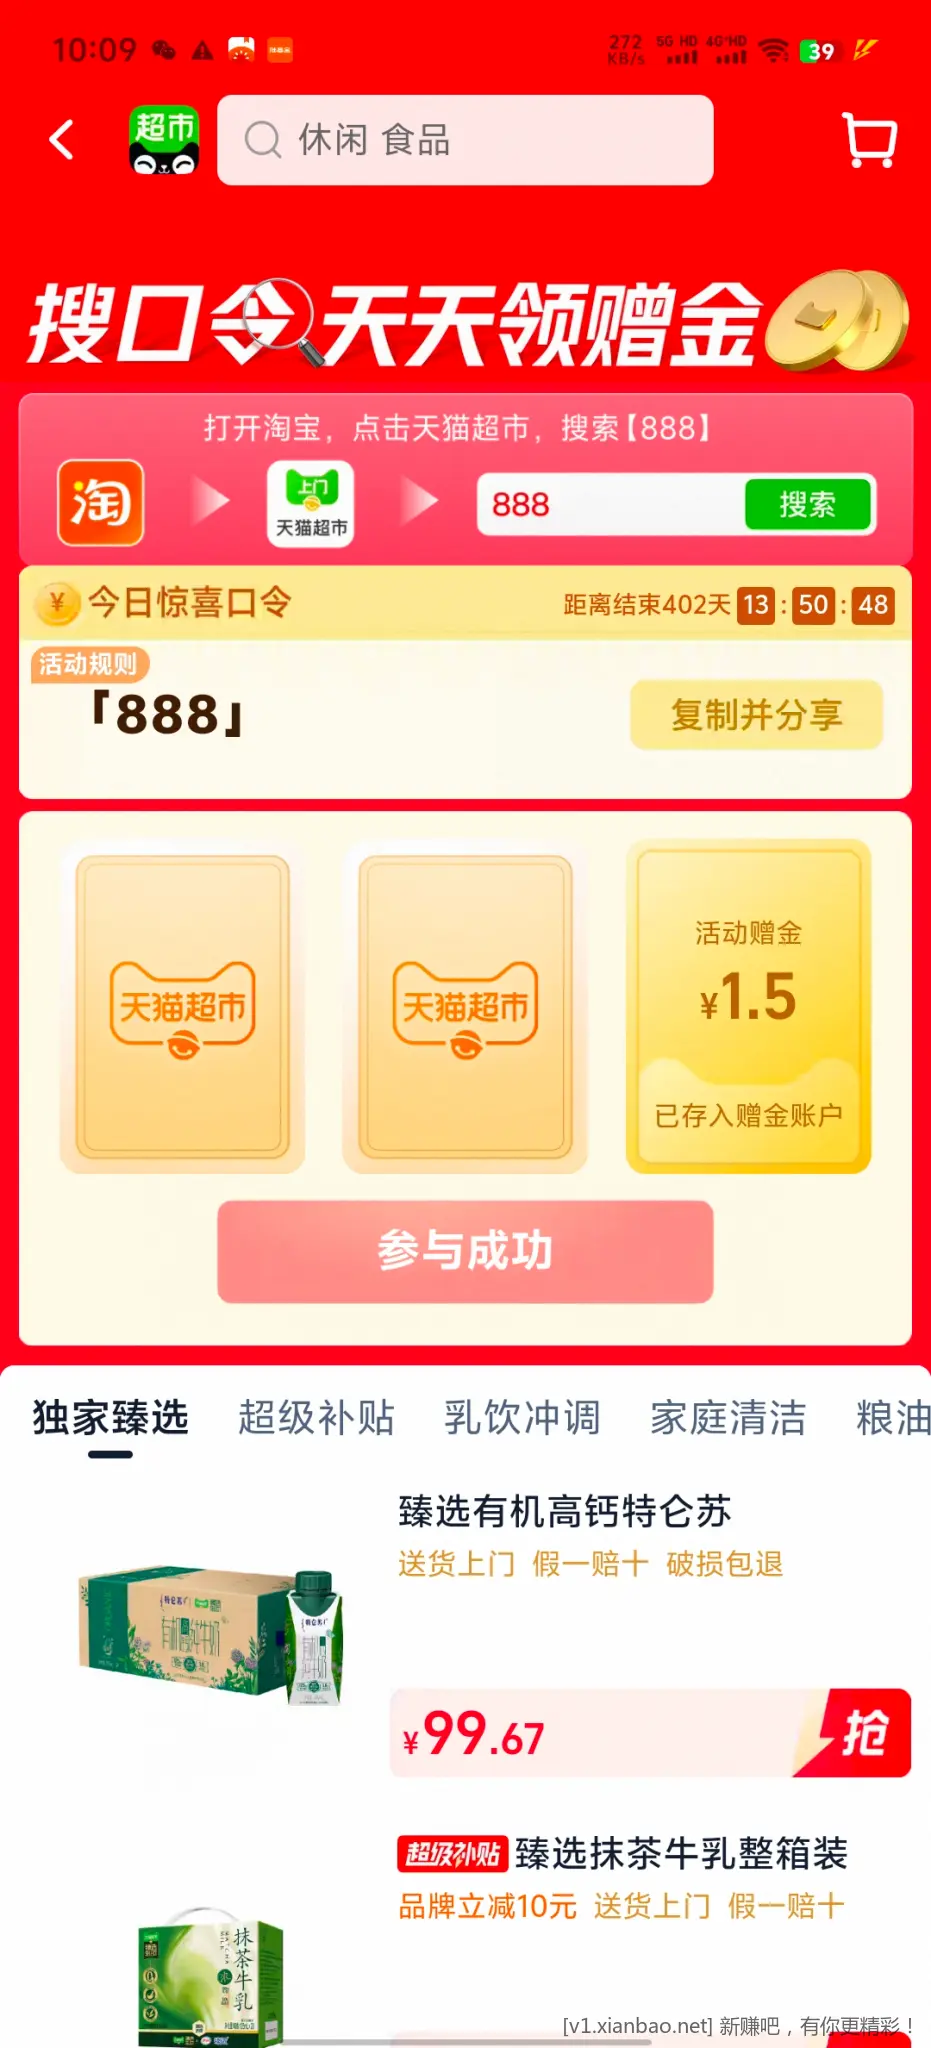 10:09
272 KB/s 5G HD 4G HD 39
超市
休闲 食品
搜口令天天领赠金
打开淘宝，点击天猫超市，搜索【888】
淘
上门
天猫超市
888
搜索
今日惊喜口令
距离结束402天 13 : 50 : 48
活动规则
「888」
复制并分享
天猫超市
天猫超市
活动赠金
¥1.5
已存入赠金账户
参与成功
独家臻选 超级补贴 乳饮冲调 家庭清洁 粮油
臻选有机高钙特仑苏
送货上门 假一赔十 破损包退
¥99.67
抢
超级补贴 臻选抹茶牛乳整箱装
品牌立减10元 送货上门 假一赔十
抹茶牛乳
[v1.xianbao.net] 新赚吧，有你更精彩！